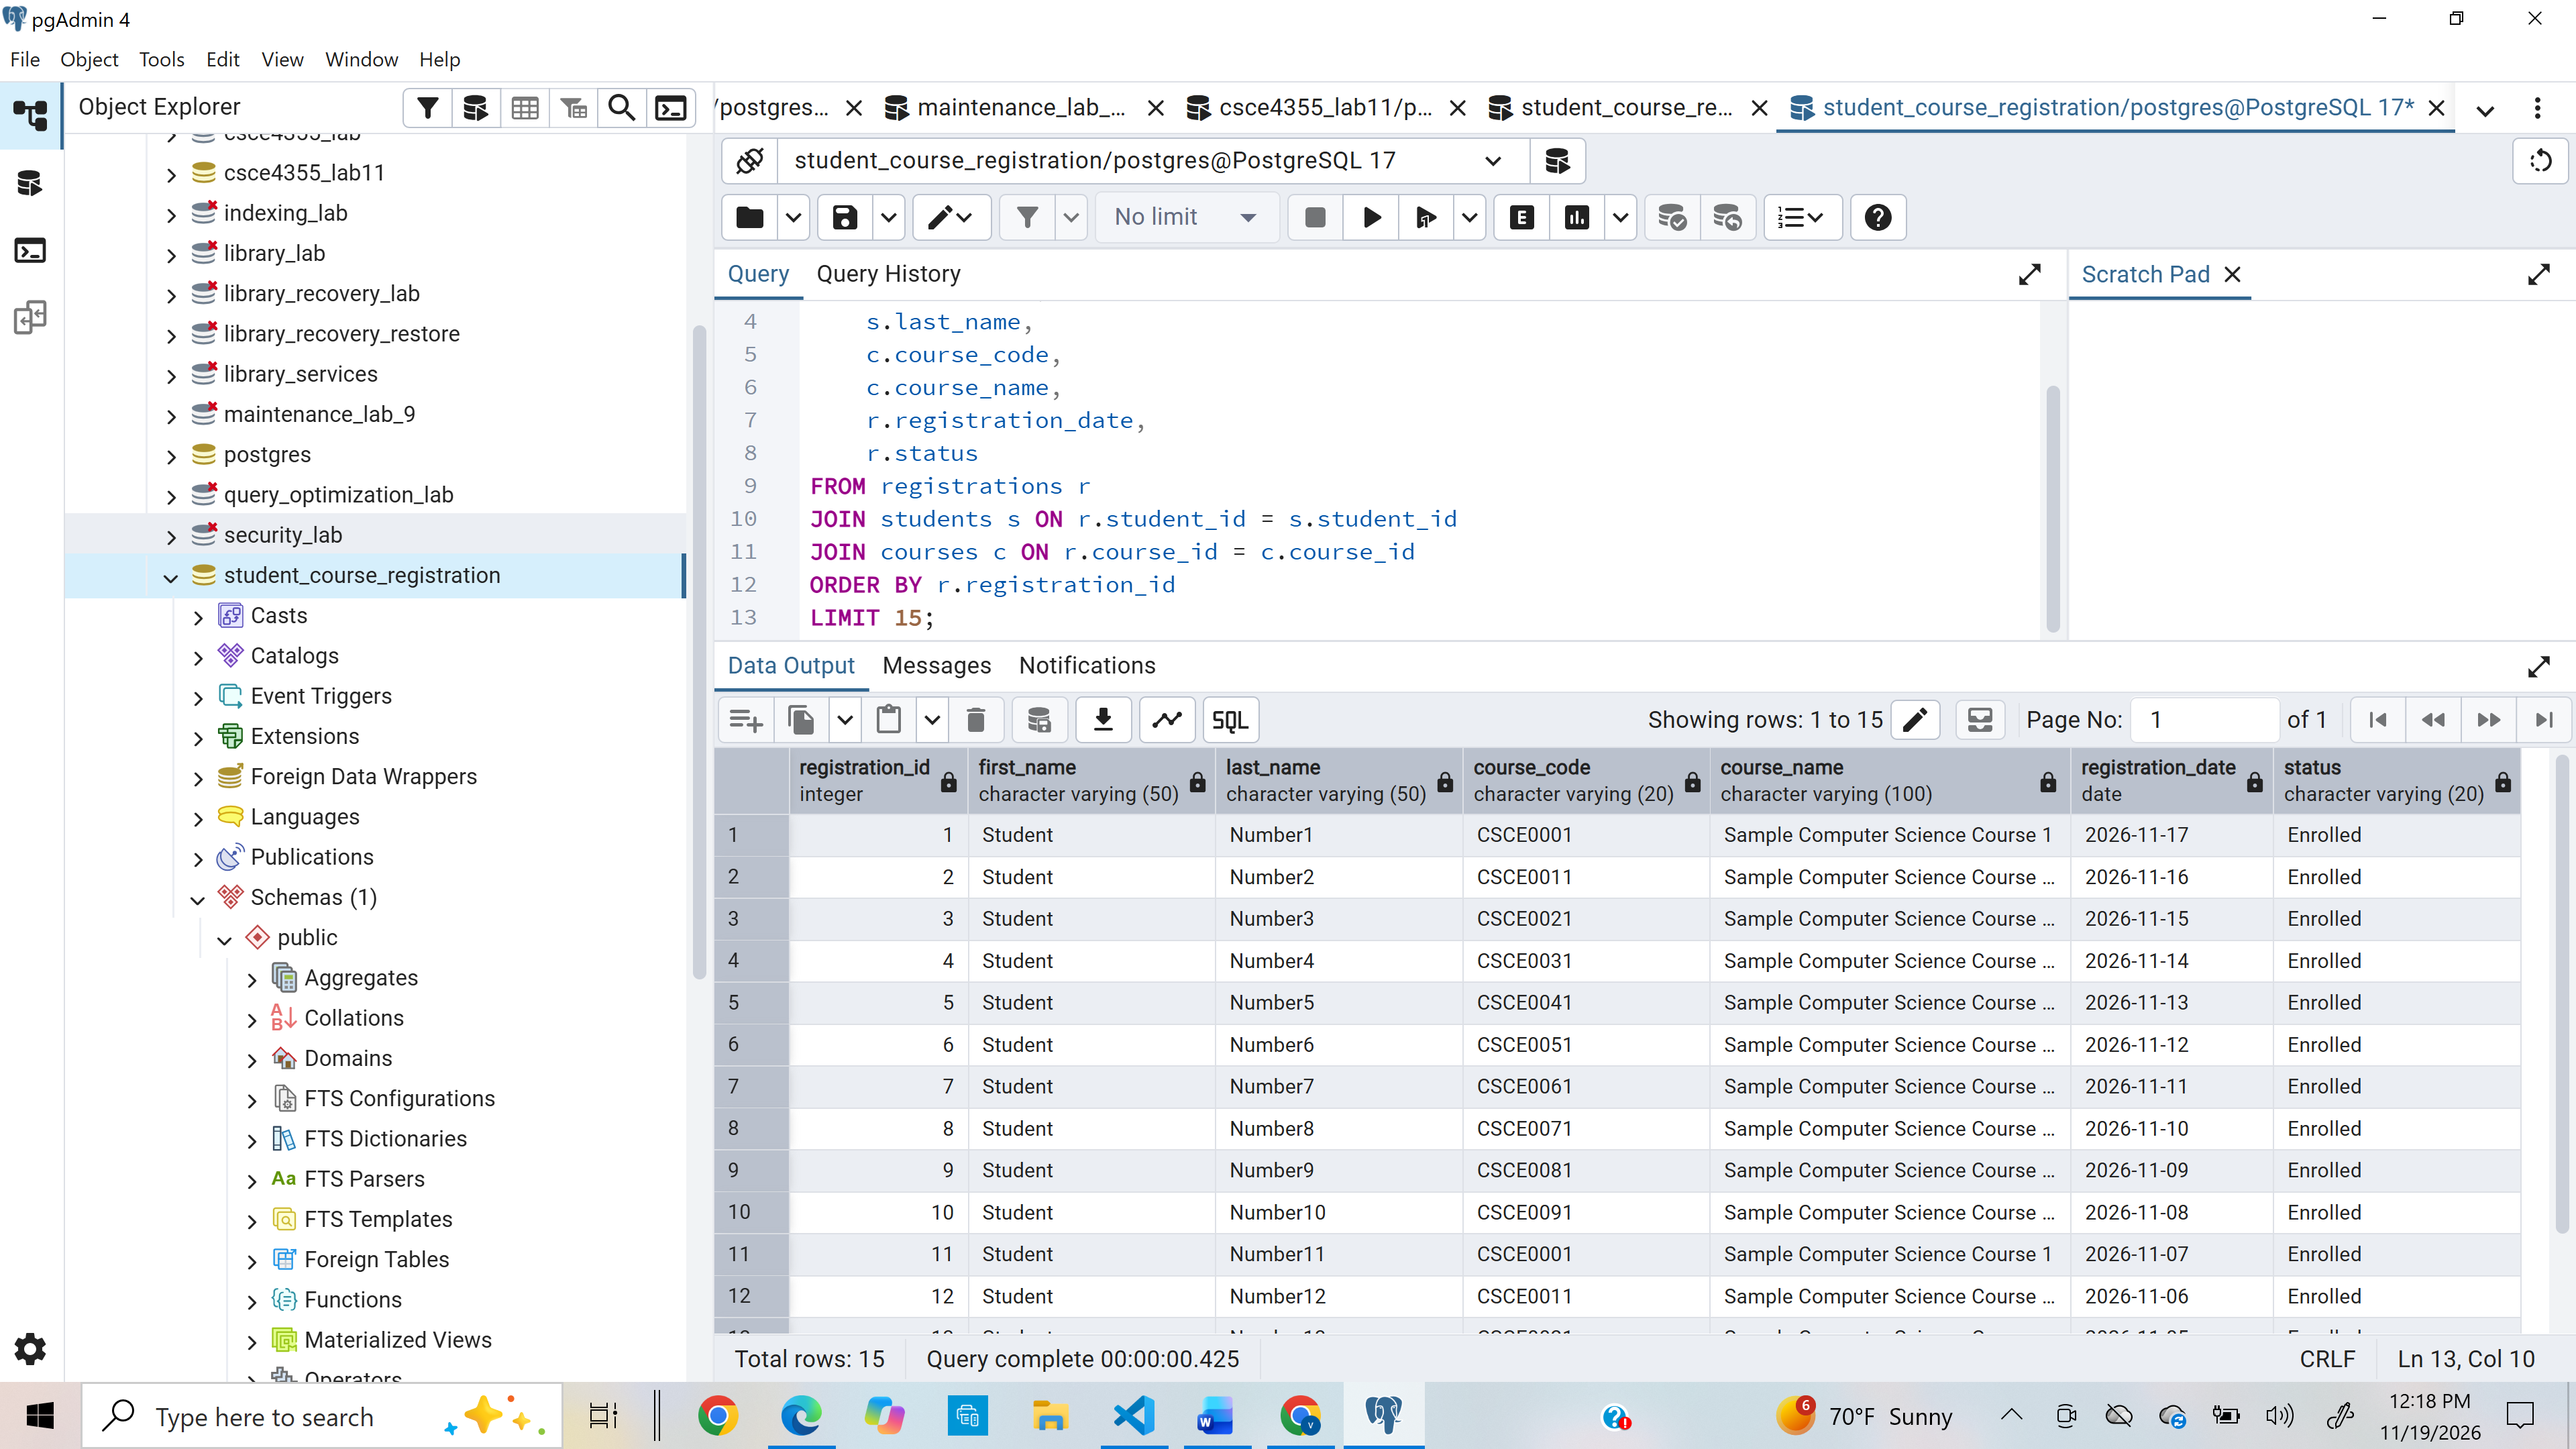 pgAdmin 4
File Object Tools Edit View Window Help
Object Explorer
/postgres... maintenance_lab_... csce4355_lab11/p... student_course_re... student_course_registration/postgres@PostgreSQL 17*
csce4355_lab
csce4355_lab11
indexing_lab
library_lab
library_recovery_lab
library_recovery_restore
library_services
maintenance_lab_9
postgres
query_optimization_lab
security_lab
student_course_registration
Casts
Catalogs
Event Triggers
Extensions
Foreign Data Wrappers
Languages
Publications
Schemas (1)
public
Aggregates
Collations
Domains
FTS Configurations
FTS Dictionaries
Aa FTS Parsers
FTS Templates
Foreign Tables
Functions
Materialized Views
Operators
student_course_registration/postgres@PostgreSQL 17
No limit E
Query Query History
Scratch Pad
4 s.last_name,
5 c.course_code,
6 c.course_name,
7 r.registration_date,
8 r.status
9 FROM registrations r
10 JOIN students s ON r.student_id = s.student_id
11 JOIN courses c ON r.course_id = c.course_id
12 ORDER BY r.registration_id
13 LIMIT 15;
Data Output Messages Notifications
SQL Showing rows: 1 to 15 Page No: 1 of 1
registration_id first_name last_name course_code course_name registration_date status
integer character varying (50) character varying (50) character varying (20) character varying (100) date character varying (20)
1 1 Student Number1 CSCE0001 Sample Computer Science Course 1 2026-11-17 Enrolled
2 2 Student Number2 CSCE0011 Sample Computer Science Course ... 2026-11-16 Enrolled
3 3 Student Number3 CSCE0021 Sample Computer Science Course ... 2026-11-15 Enrolled
4 4 Student Number4 CSCE0031 Sample Computer Science Course ... 2026-11-14 Enrolled
5 5 Student Number5 CSCE0041 Sample Computer Science Course ... 2026-11-13 Enrolled
6 6 Student Number6 CSCE0051 Sample Computer Science Course ... 2026-11-12 Enrolled
7 7 Student Number7 CSCE0061 Sample Computer Science Course ... 2026-11-11 Enrolled
8 8 Student Number8 CSCE0071 Sample Computer Science Course ... 2026-11-10 Enrolled
9 9 Student Number9 CSCE0081 Sample Computer Science Course ... 2026-11-09 Enrolled
10 10 Student Number10 CSCE0091 Sample Computer Science Course ... 2026-11-08 Enrolled
11 11 Student Number11 CSCE0001 Sample Computer Science Course 1 2026-11-07 Enrolled
12 12 Student Number12 CSCE0011 Sample Computer Science Course ... 2026-11-06 Enrolled
Total rows: 15 Query complete 00:00:00.425 CRLF Ln 13, Col 10
Type here to search
6 70°F Sunny
12:18 PM
11/19/2026